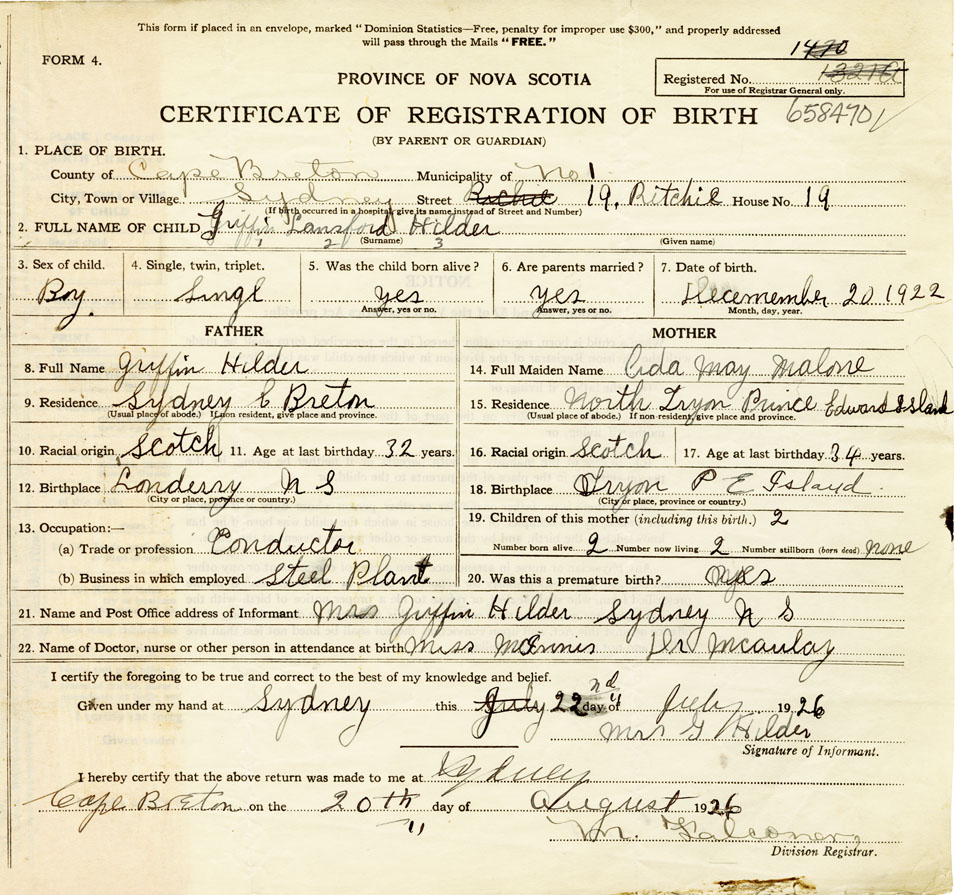 This form if placed in an envelope, marked "Dominion Statistics—Free, penalty for improper use $300," and properly addressed
will pass through the Mails "FREE."
FORM 4.
1470
PROVINCE OF NOVA SCOTIA
Registered No. 1321a
For use of Registrar General only.
CERTIFICATE OF REGISTRATION OF BIRTH 658470
(BY PARENT OR GUARDIAN)
1. PLACE OF BIRTH.
County of Cape Breton Municipality of No 1
City, Town or Village Sydney Street Ritchie 19, Ritchie House No. 19
(If birth occurred in a hospital give its name instead of Street and Number)
2. FULL NAME OF CHILD Griffin Lansford Hilder
1 2 (Surname) 3 (Given name)
3. Sex of child. 4. Single, twin, triplet. 5. Was the child born alive? 6. Are parents married? 7. Date of birth.
Boy. Singl yes yes Decemember 20 1922
Answer, yes or no. Answer, yes or no. Month, day, year.
FATHER MOTHER
8. Full Name Griffin Hilder 14. Full Maiden Name Ada May Malone
9. Residence Sydney C Breton 15. Residence North Tryon Prince Edward Island
(Usual place of abode.) If non resident, give place and province. (Usual place of abode.) If non-resident, give place and province.
10. Racial origin Scotch 11. Age at last birthday 32 years. 16. Racial origin Scotch 17. Age at last birthday 34 years.
12. Birthplace Londerry N S 18. Birthplace Tryon P E Island
(City or place, province or country.) (City or place, province or country.)
13. Occupation:— 19. Children of this mother (including this birth.) 2
(a) Trade or profession Conductor Number born alive 2 Number now living 2 Number stillborn (born dead) none
(b) Business in which employed Steel Plant 20. Was this a premature birth? yes
21. Name and Post Office address of Informant Mrs Griffin Hilder Sydney N S
22. Name of Doctor, nurse or other person in attendance at birth Miss McInnis Dr Mcaulay
I certify the foregoing to be true and correct to the best of my knowledge and belief.
Given under my hand at Sydney this July 22nd day of July 1926
Mrs G Hilder
Signature of Informant.
I hereby certify that the above return was made to me at Sydney
Cape Breton on the 20th day of August 1926
M. Falconer
Division Registrar.